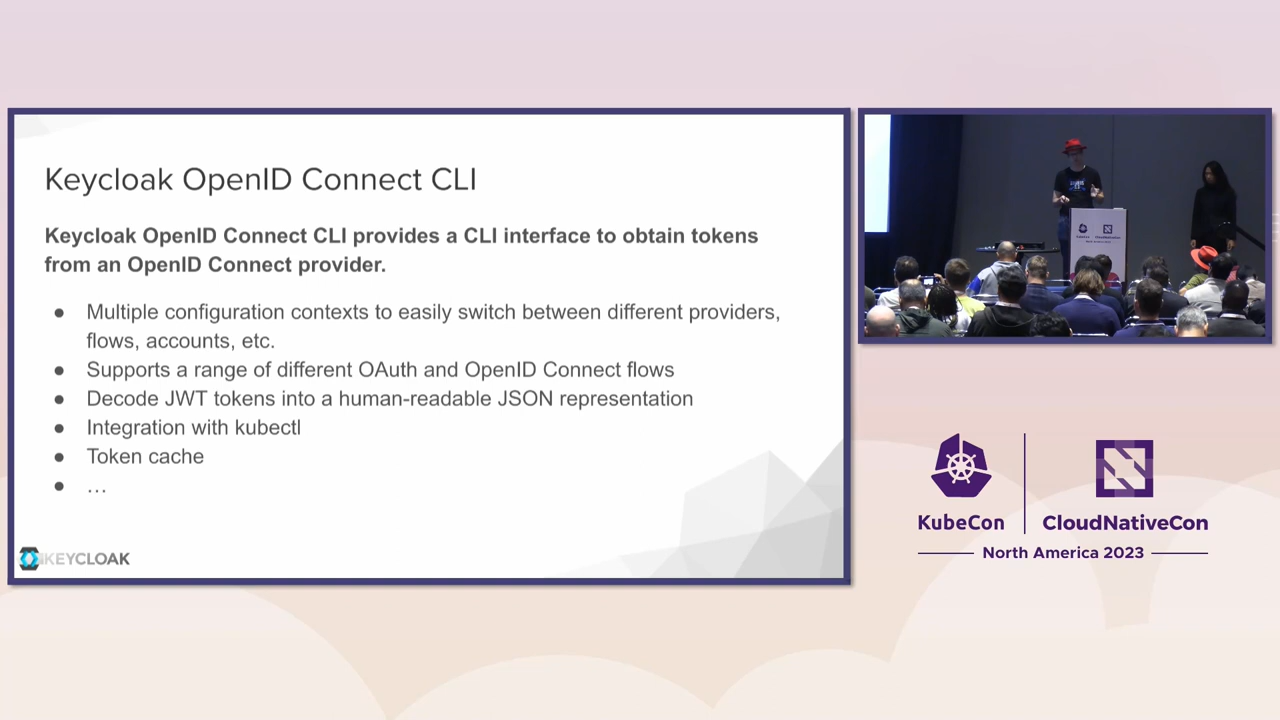 Keycloak OpenID Connect CLI
Keycloak OpenID Connect CLI provides a CLI interface to obtain tokens
from an OpenID Connect provider.
● Multiple configuration contexts to easily switch between different providers,
flows, accounts, etc.
● Supports a range of different OAuth and OpenID Connect flows
● Decode JWT tokens into a human-readable JSON representation
● Integration with kubectl
● Token cache
● …
KEYCLOAK
KubeCon
CloudNativeCon
North America 2023